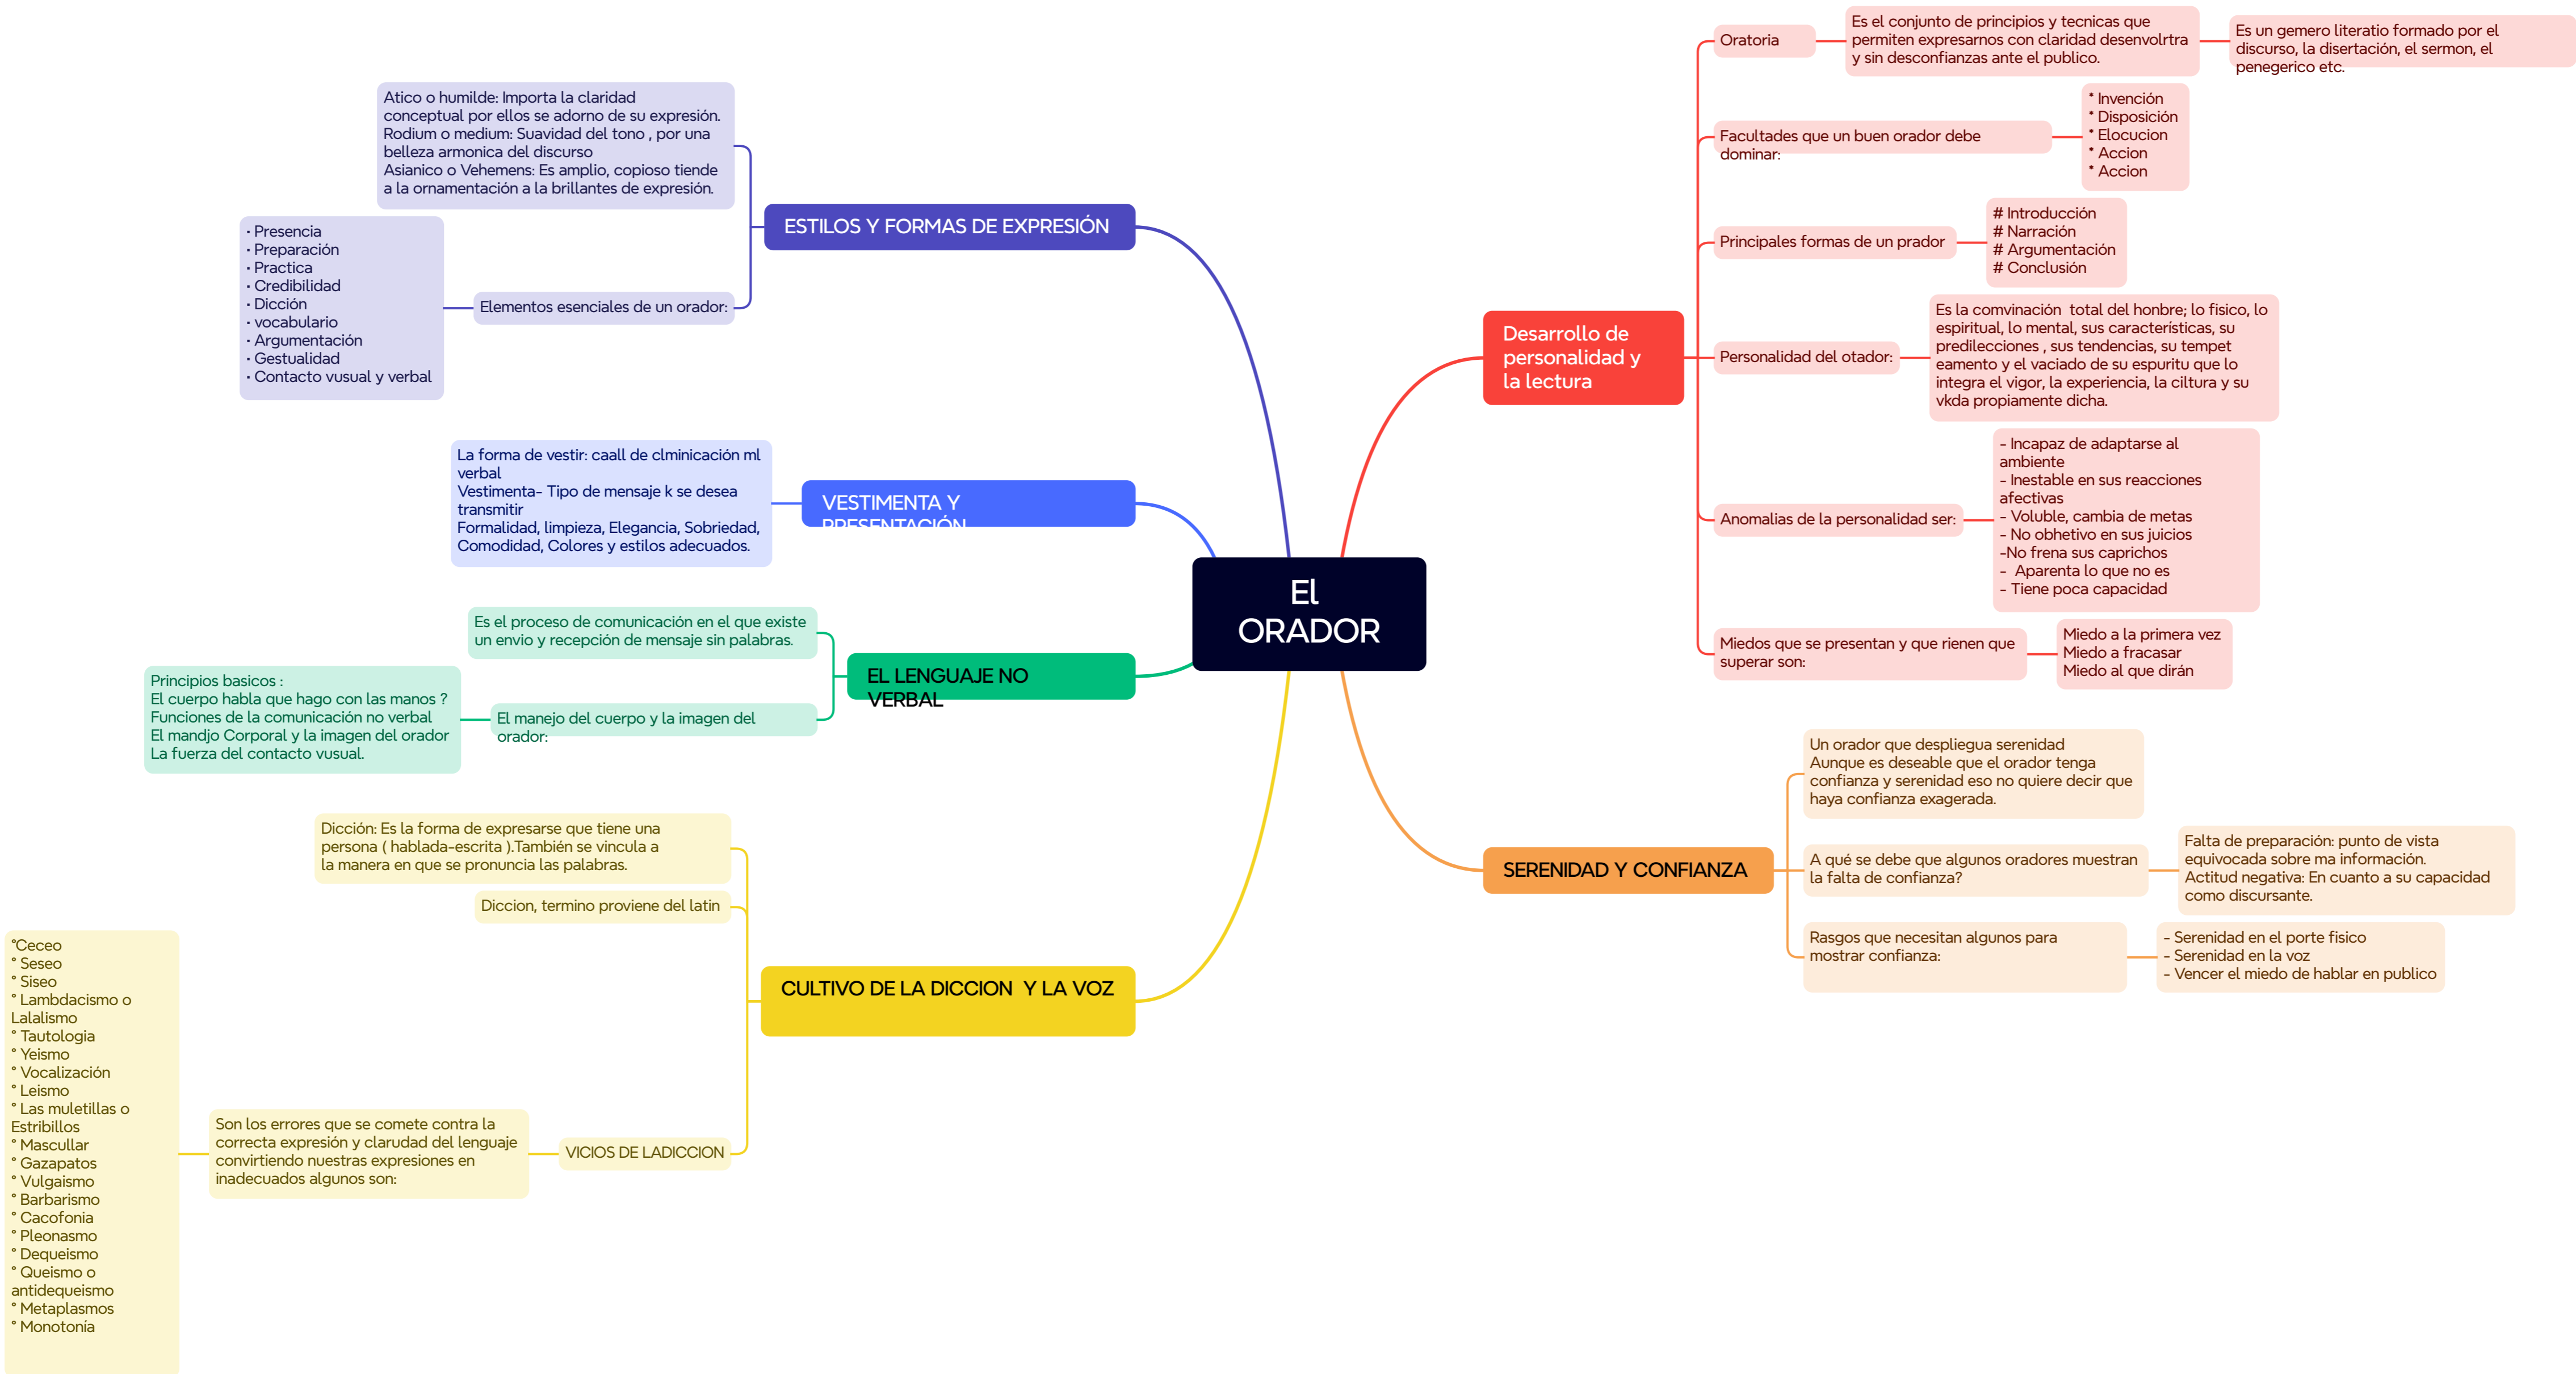 El
ORADOR
Desarrollo de
personalidad y
la lectura
Oratoria
Es el conjunto de principios y tecnicas que
permiten expresarnos con claridad desenvolrtra
y sin desconfianzas ante el publico.
Es un gemero literatio formado por el
discurso, la disertación, el sermon, el
penegerico etc.
Facultades que un buen orador debe
dominar:
* Invención
* Disposición
* Elocucion
* Accion
* Accion
Principales formas de un prador
# Introducción
# Narración
# Argumentación
# Conclusión
Personalidad del otador:
Es la comvinación  total del honbre; lo fisico, lo
espiritual, lo mental, sus características, su
predilecciones , sus tendencias, su tempet
eamento y el vaciado de su espuritu que lo
integra el vigor, la experiencia, la ciltura y su
vkda propiamente dicha.
Anomalias de la personalidad ser:
- Incapaz de adaptarse al
ambiente
- Inestable en sus reacciones
afectivas
- Voluble, cambia de metas
- No obhetivo en sus juicios
-No frena sus caprichos
-  Aparenta lo que no es
- Tiene poca capacidad
Miedos que se presentan y que rienen que
superar son:
Miedo a la primera vez
Miedo a fracasar
Miedo al que dirán
SERENIDAD Y CONFIANZA
Un orador que despliegua serenidad
Aunque es deseable que el orador tenga
confianza y serenidad eso no quiere decir que
haya confianza exagerada.
A qué se debe que algunos oradores muestran
la falta de confianza?
Falta de preparación: punto de vista
equivocada sobre ma información.
Actitud negativa: En cuanto a su capacidad
como discursante.
Rasgos que necesitan algunos para
mostrar confianza:
- Serenidad en el porte fisico
- Serenidad en la voz
- Vencer el miedo de hablar en publico
ESTILOS Y FORMAS DE EXPRESIÓN
Atico o humilde: Importa la claridad
conceptual por ellos se adorno de su expresión.
Rodium o medium: Suavidad del tono , por una
belleza armonica del discurso
Asianico o Vehemens: Es amplio, copioso tiende
a la ornamentación a la brillantes de expresión.
Elementos esenciales de un orador:
· Presencia
· Preparación
· Practica
· Credibilidad
· Dicción
· vocabulario
· Argumentación
· Gestualidad
· Contacto vusual y verbal
VESTIMENTA Y
PRESENTACIÓN
La forma de vestir: caall de clminicación ml
verbal
Vestimenta- Tipo de mensaje k se desea
transmitir
Formalidad, limpieza, Elegancia, Sobriedad,
Comodidad, Colores y estilos adecuados.
EL LENGUAJE NO
VERBAL
Es el proceso de comunicación en el que existe
un envio y recepción de mensaje sin palabras.
El manejo del cuerpo y la imagen del
orador:
Principios basicos :
El cuerpo habla que hago con las manos ?
Funciones de la comunicación no verbal
El mandjo Corporal y la imagen del orador
La fuerza del contacto vusual.
CULTIVO DE LA DICCION  Y LA VOZ
Dicción: Es la forma de expresarse que tiene una
persona ( hablada-escrita ).También se vincula a
la manera en que se pronuncia las palabras.
Diccion, termino proviene del latin
VICIOS DE LADICCION
Son los errores que se comete contra la
correcta expresión y clarudad del lenguaje
convirtiendo nuestras expresiones en
inadecuados algunos son:
°Ceceo
° Seseo
° Siseo
° Lambdacismo o
Lalalismo
° Tautologia
° Yeismo
° Vocalización
° Leismo
° Las muletillas o
Estribillos
° Mascullar
° Gazapatos
° Vulgaismo
° Barbarismo
° Cacofonia
° Pleonasmo
° Dequeismo
° Queismo o
antidequeismo
° Metaplasmos
° Monotonía